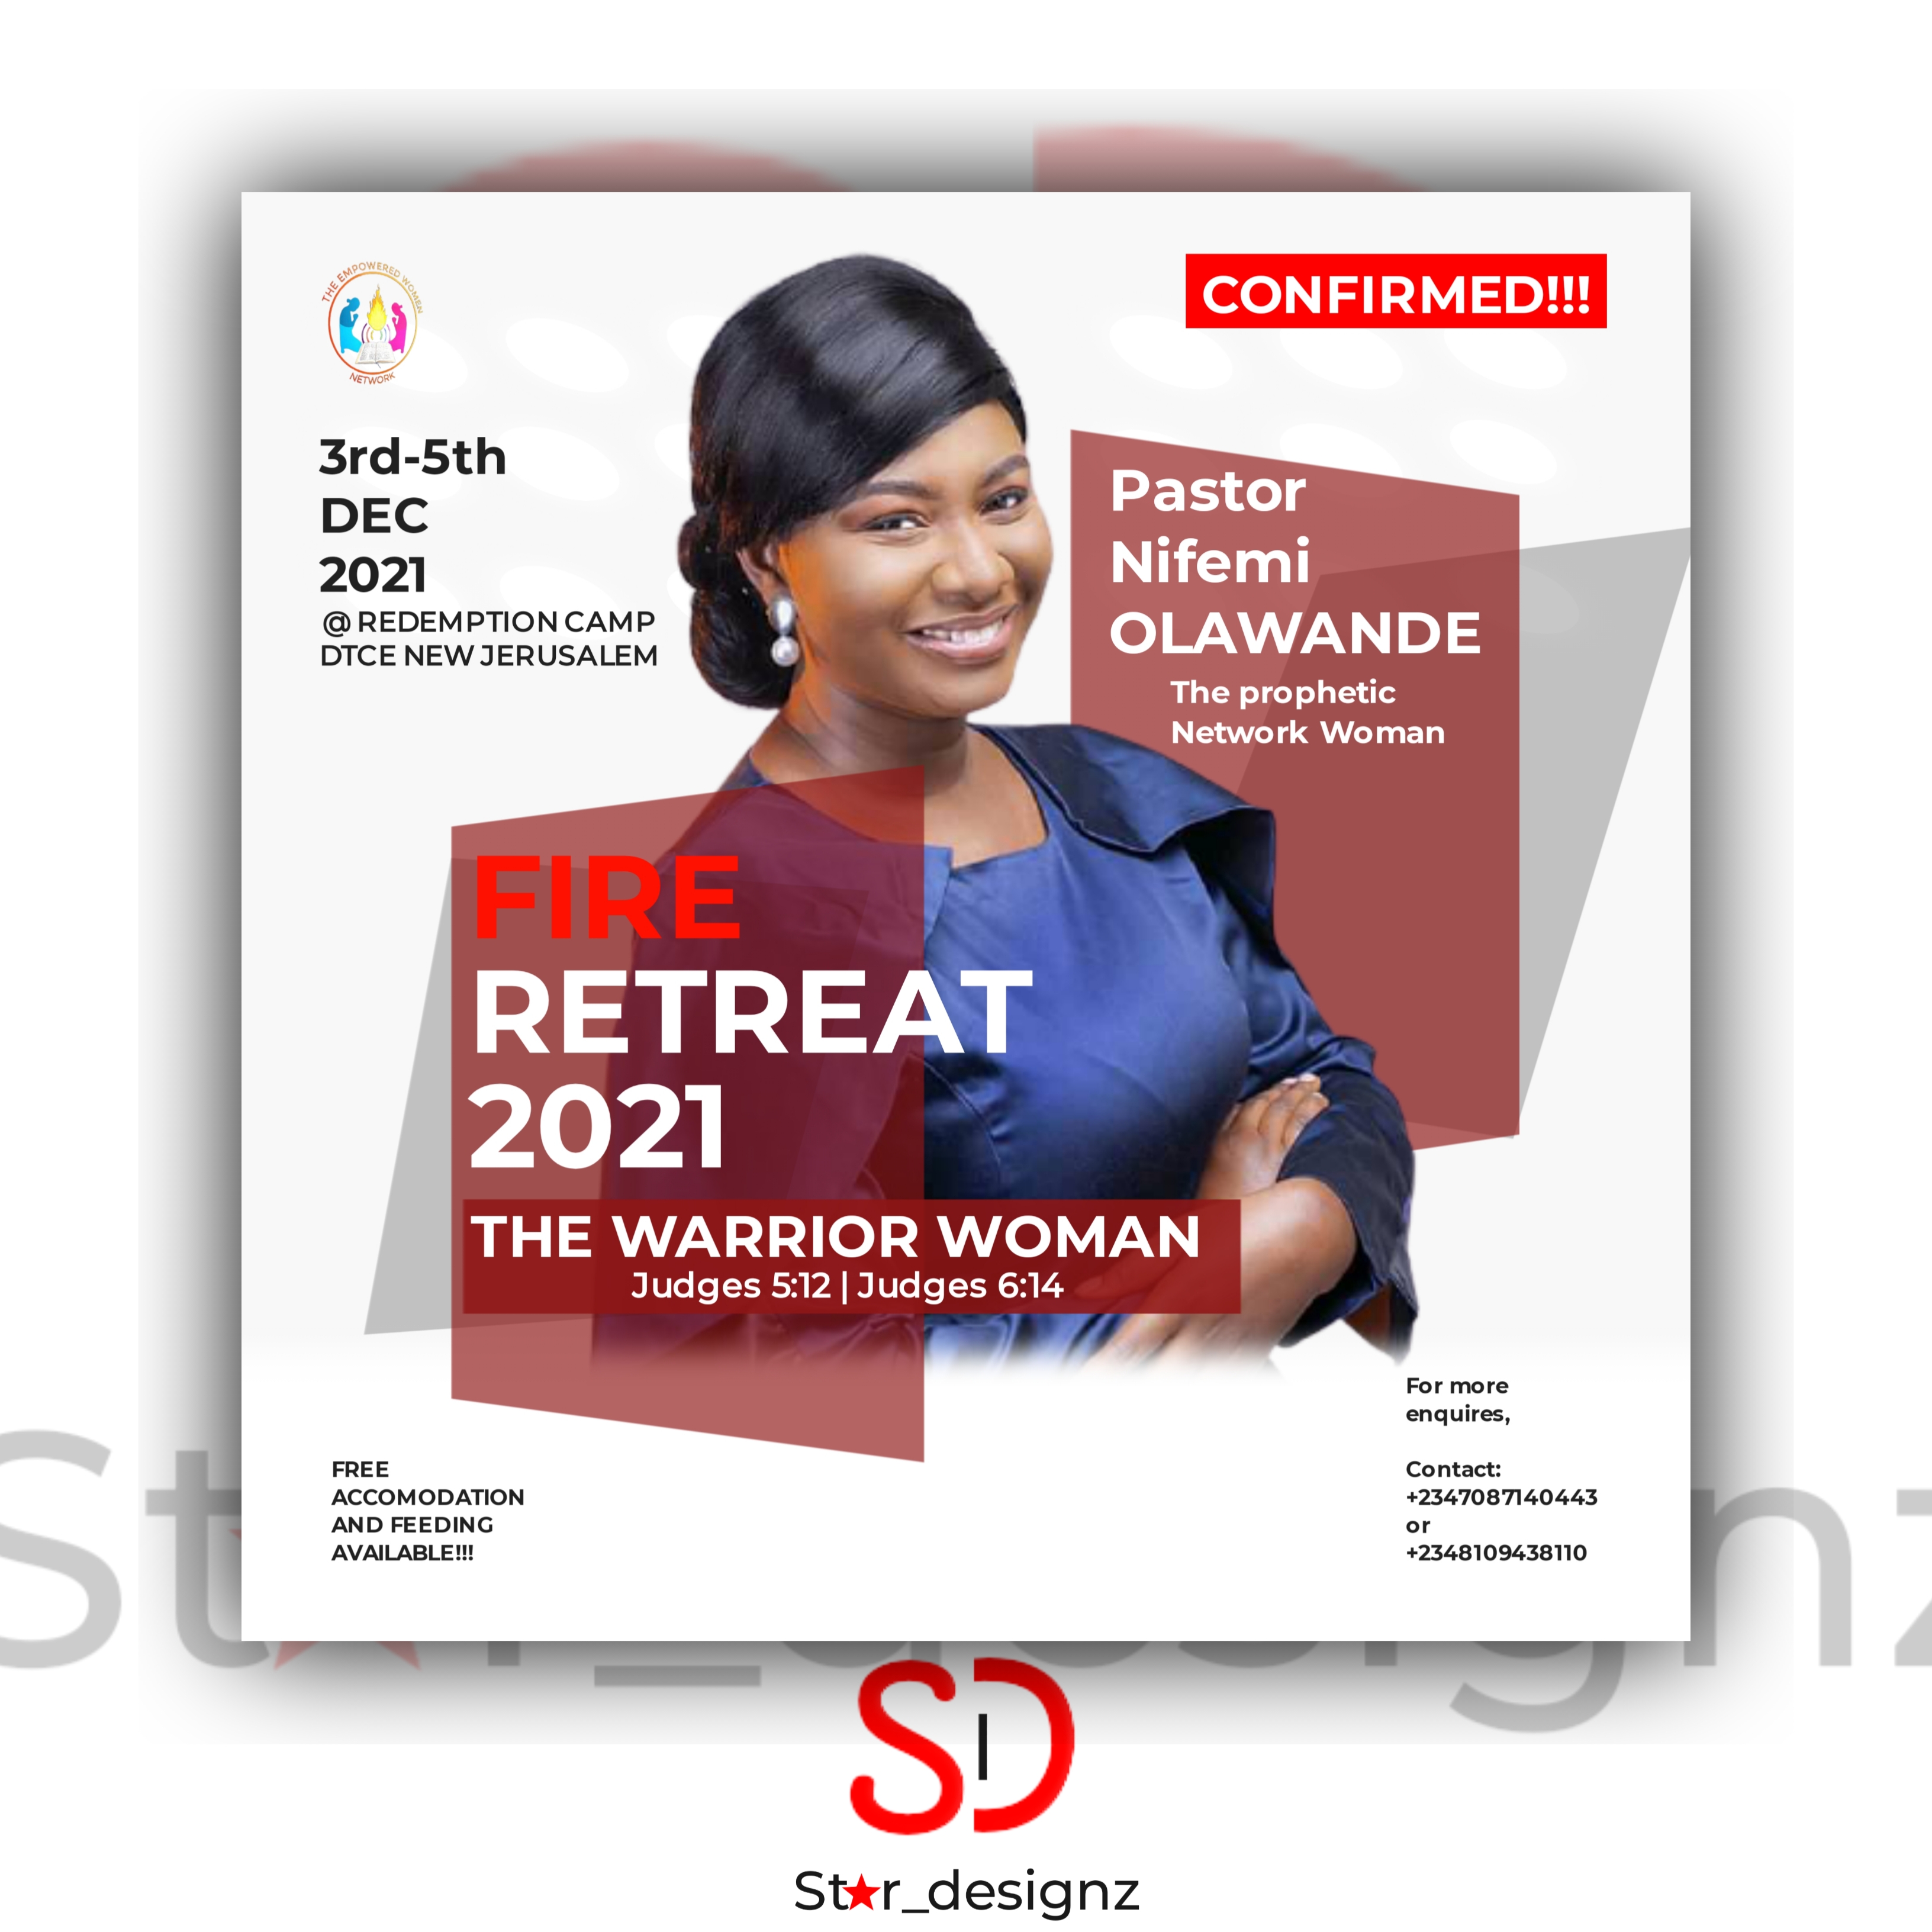 THE EMPOWERED WOMEN
NETWORK
CONFIRMED!!!
3rd-5th
DEC
2021
@ REDEMPTION CAMP
DTCE NEW JERUSALEM
Pastor
Nifemi
OLAWANDE
The prophetic
Network Woman
FIRE
RETREAT
2021
THE WARRIOR WOMAN
Judges 5:12 | Judges 6:14
FREE
ACCOMODATION
AND FEEDING
AVAILABLE!!!
For more
enquires,
Contact:
+2347087140443
or
+2348109438110
Star_designz
SD
Star_designz